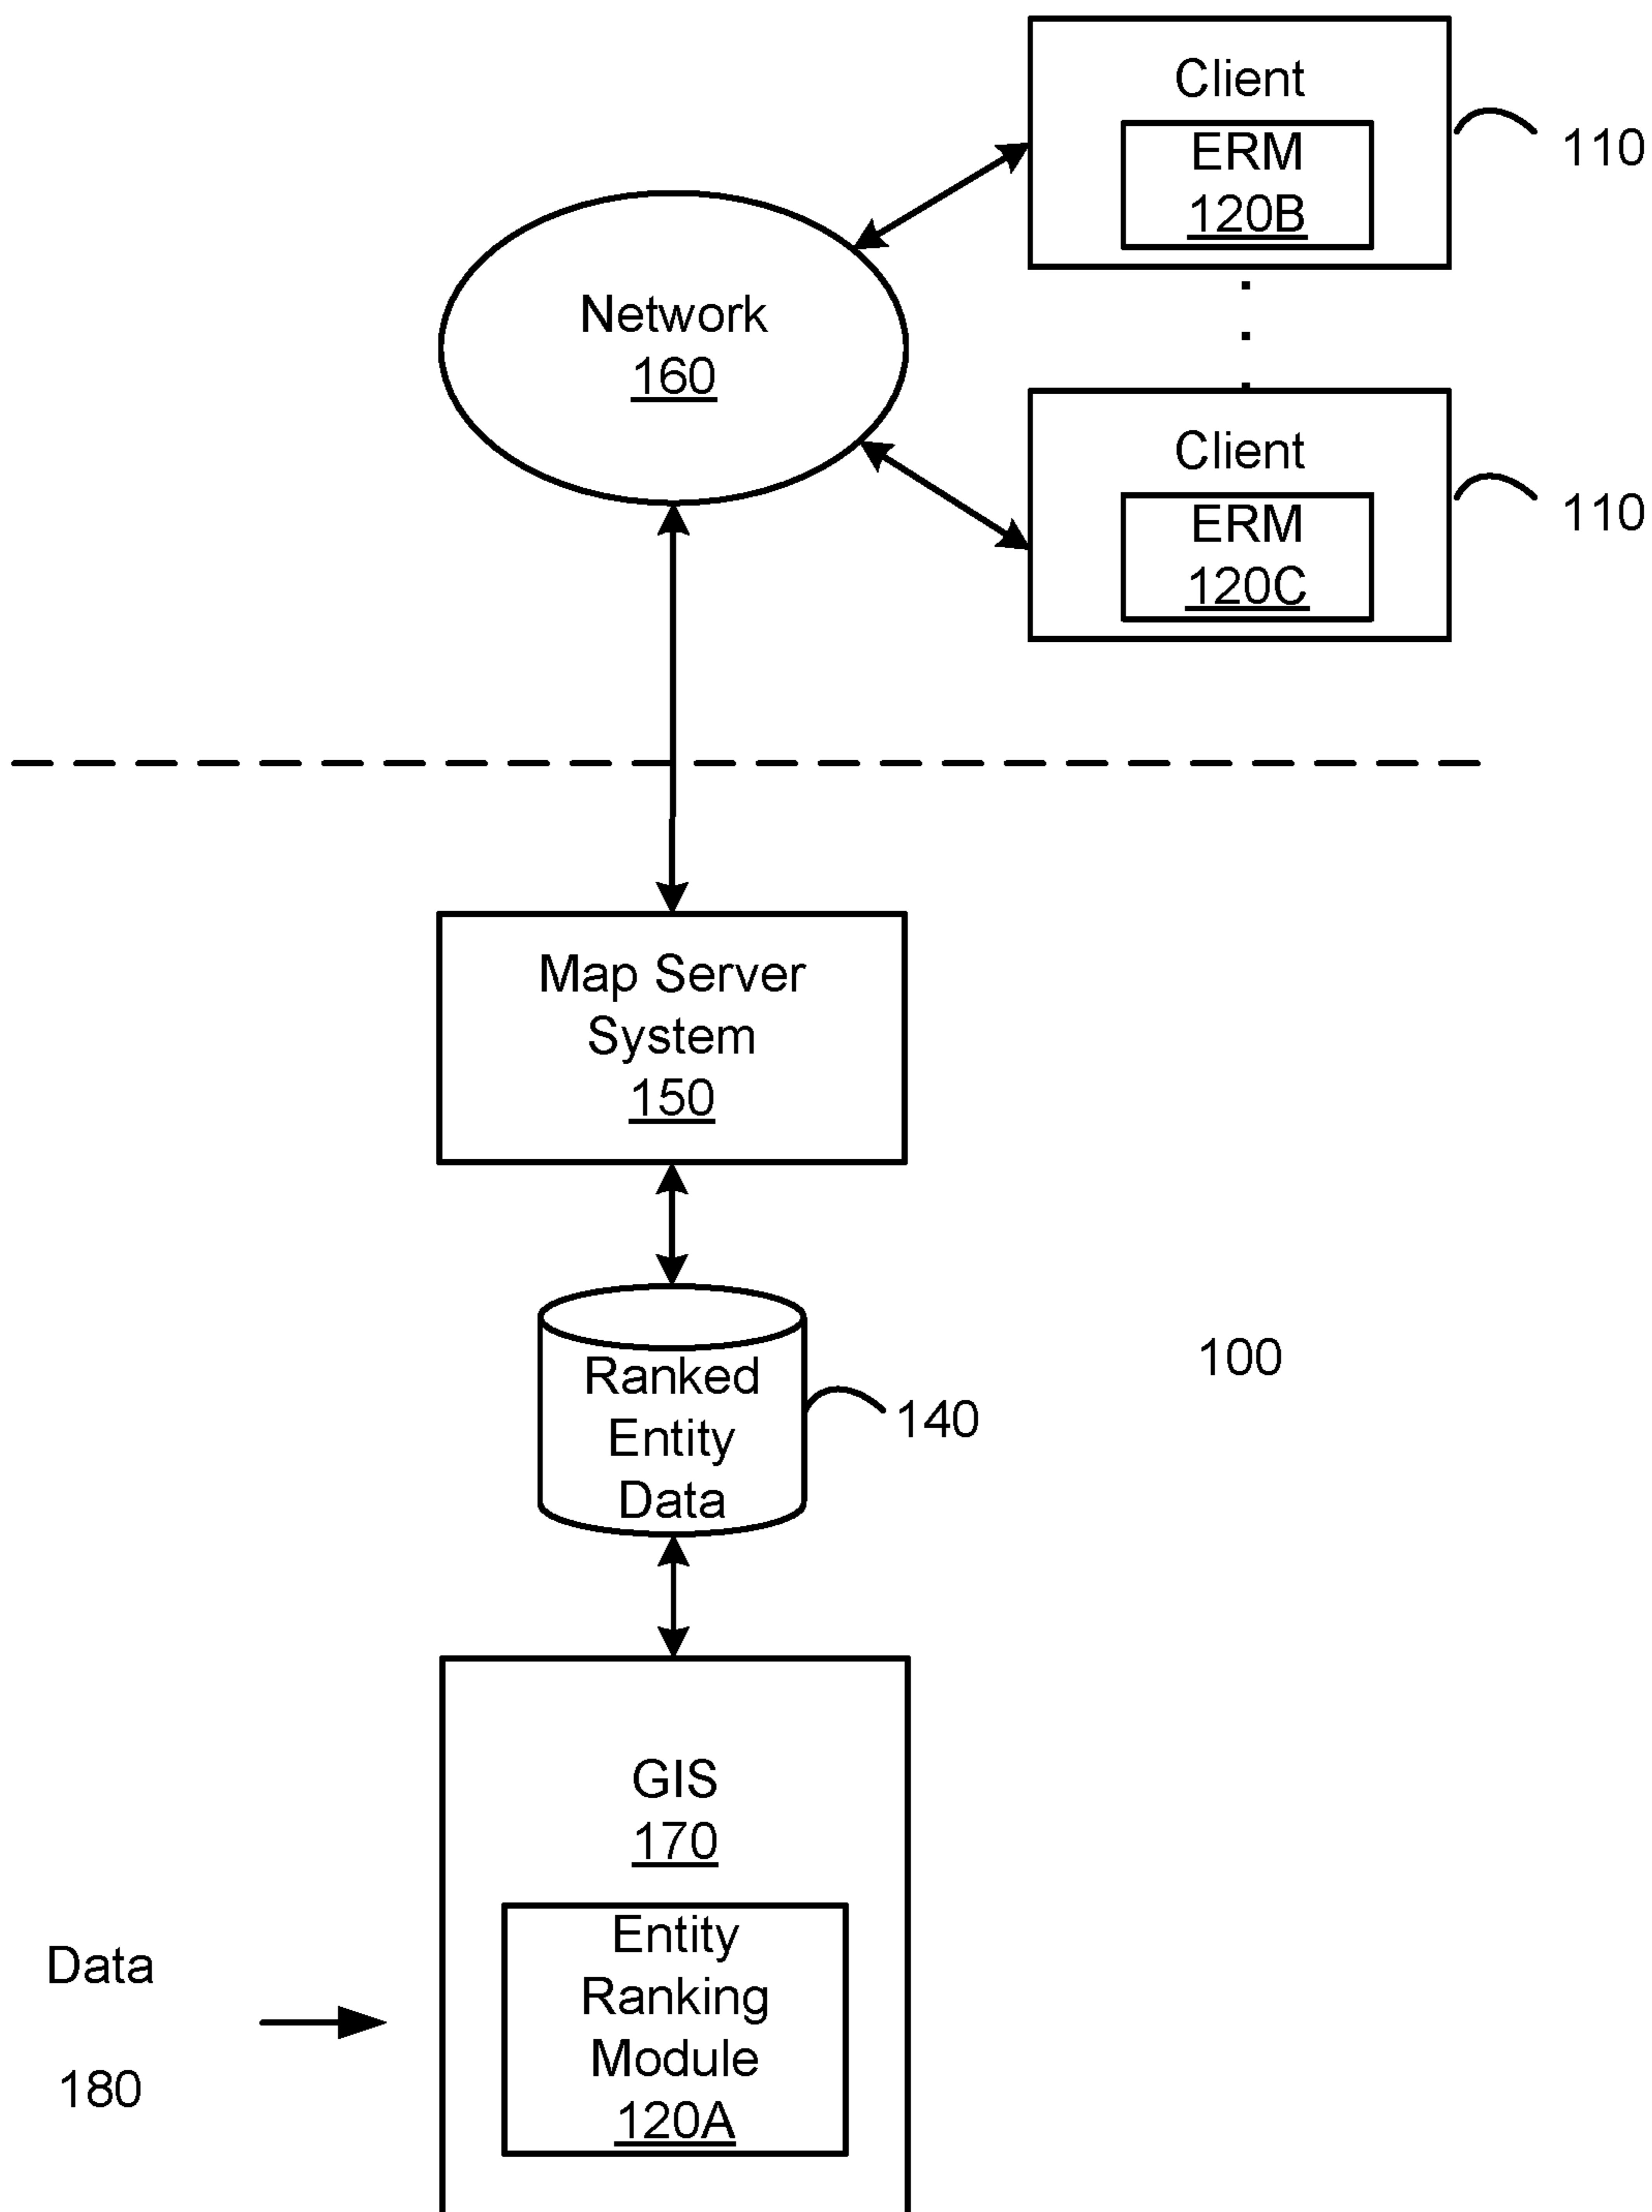 Client
ERM
120B
110
Network
160
Client
ERM
120C
110
Map Server
System
150
Ranked
Entity
Data
140
100
GIS
170
Entity
Ranking
Module
120A
Data
180